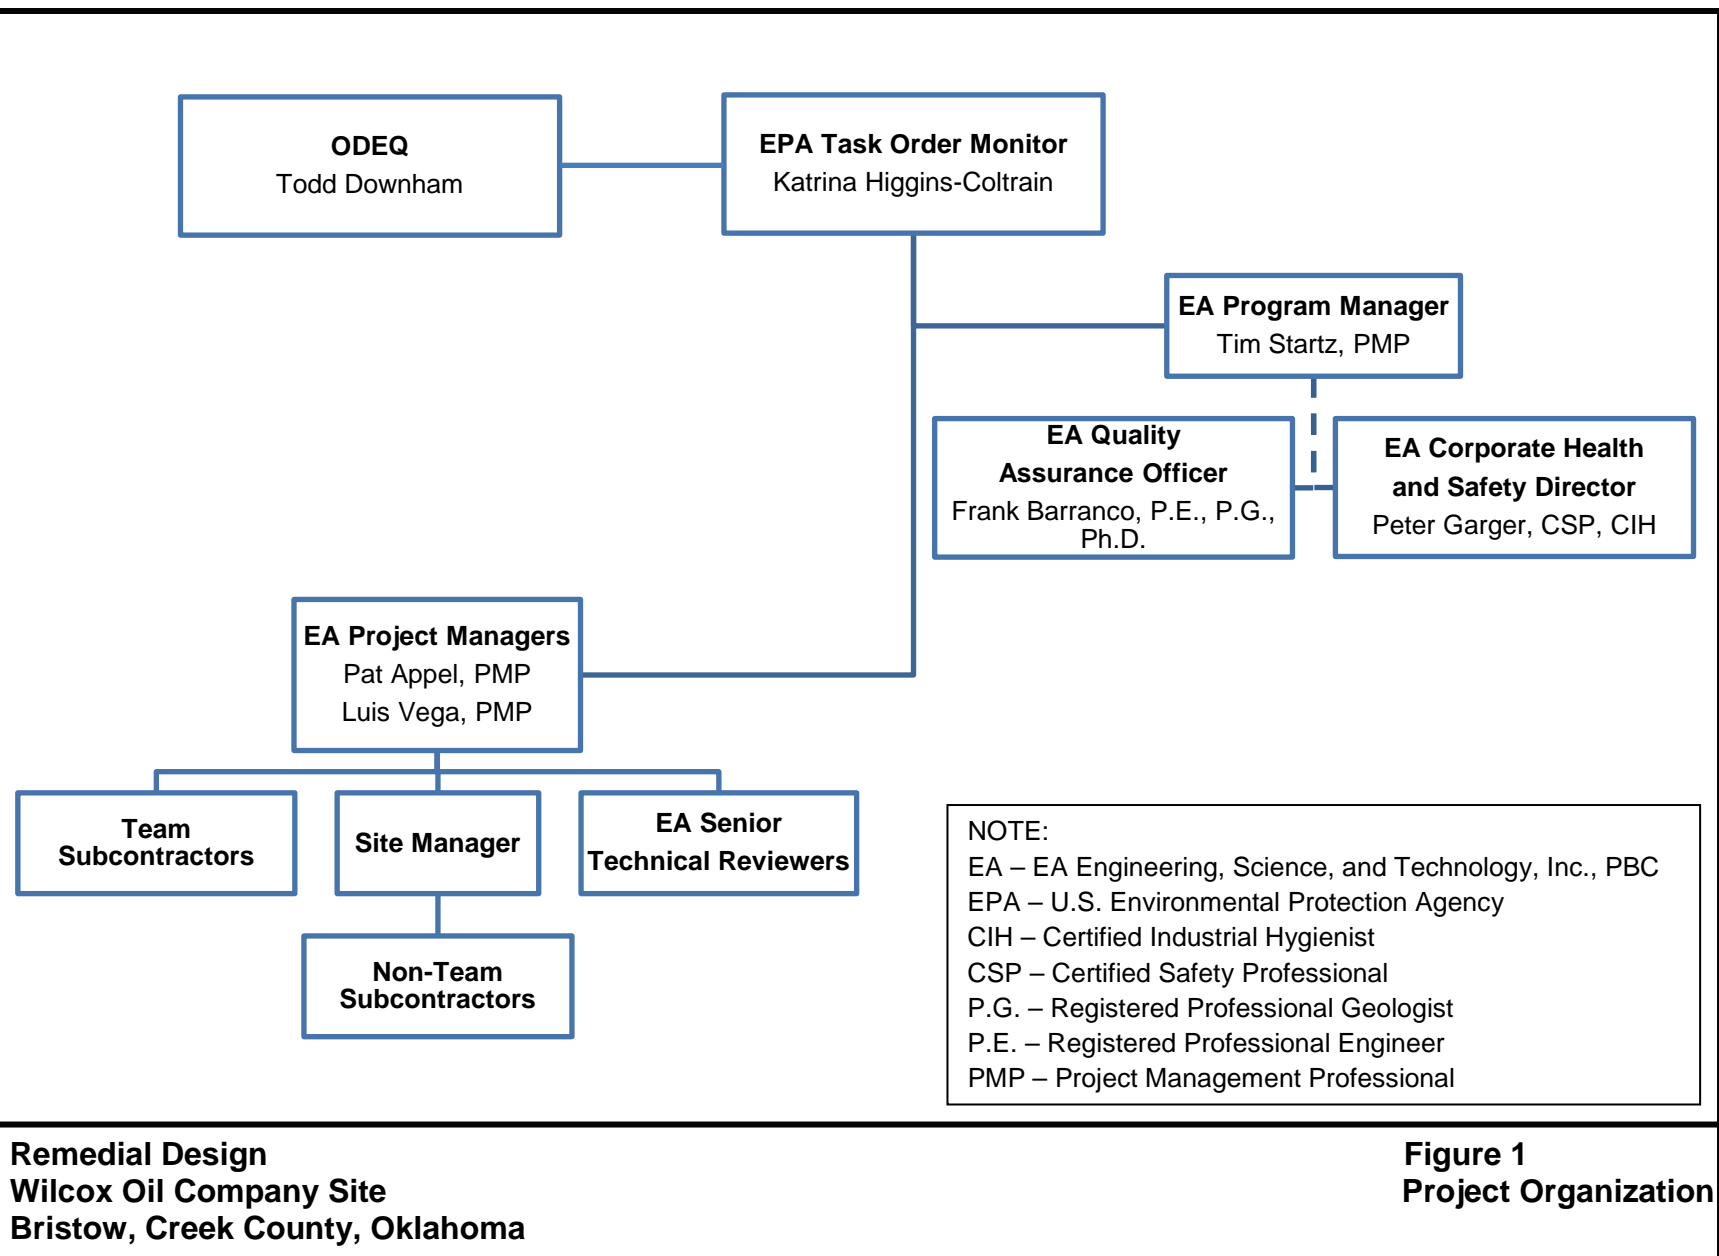 ODEQ
Todd Downham
EPA Task Order Monitor
Katrina Higgins-Coltrain
EA Program Manager
Tim Startz, PMP
EA Quality
Assurance Officer
Frank Barranco, P.E., P.G.,
Ph.D.
EA Corporate Health
and Safety Director
Peter Garger, CSP, CIH
EA Project Managers
Pat Appel, PMP
Luis Vega, PMP
Team
Subcontractors
Site Manager
EA Senior
Technical Reviewers
Non-Team
Subcontractors
NOTE:
EA – EA Engineering, Science, and Technology, Inc., PBC
EPA – U.S. Environmental Protection Agency
CIH – Certified Industrial Hygienist
CSP – Certified Safety Professional
P.G. – Registered Professional Geologist
P.E. – Registered Professional Engineer
PMP – Project Management Professional
Remedial Design
Wilcox Oil Company Site
Bristow, Creek County, Oklahoma
Figure 1
Project Organization